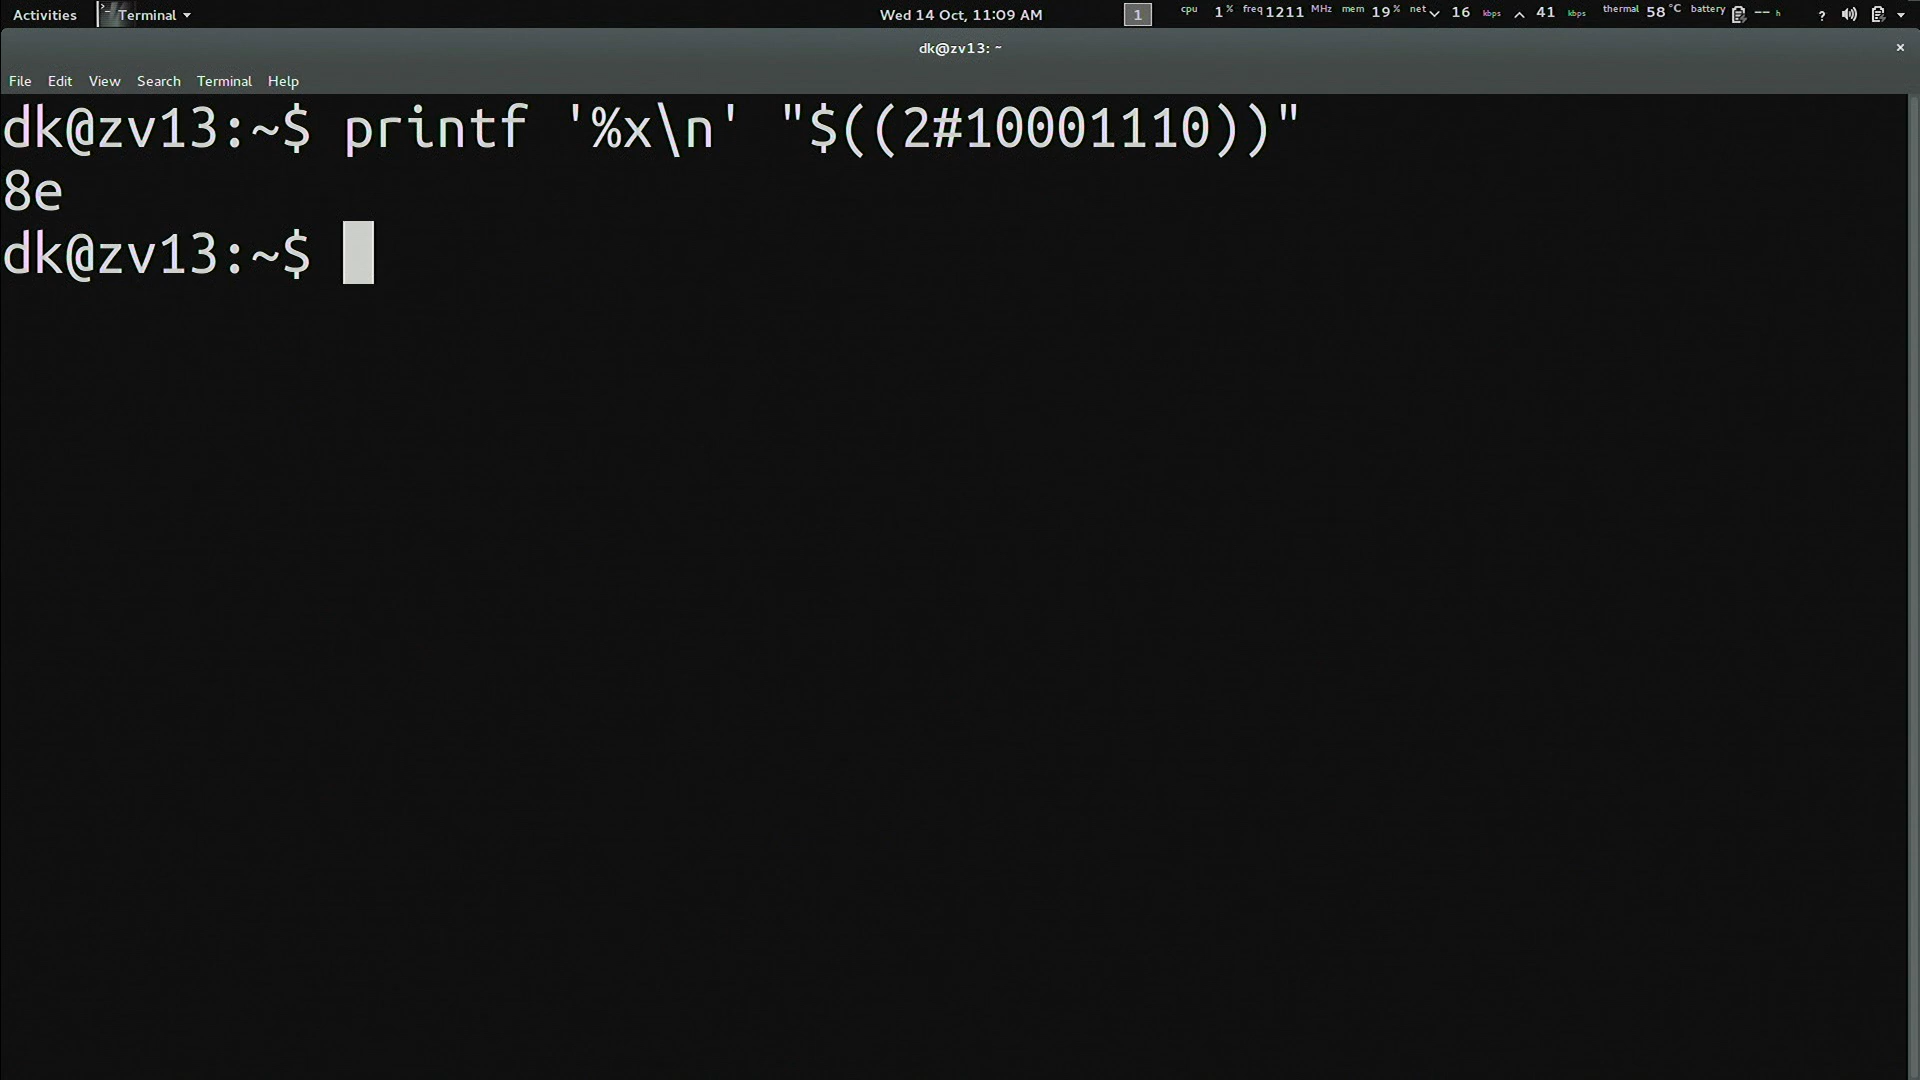 Activities Terminal Wed 14 Oct, 11:09 AM 1 cpu 1% freq 1211 MHz mem 19% net 16 kbps 41 kbps thermal 58 °C battery -- h ?
dk@zv13: ~ ×
File Edit View Search Terminal Help
dk@zv13:~$ printf '%x\n' "$((2#10001110))"
8e
dk@zv13:~$